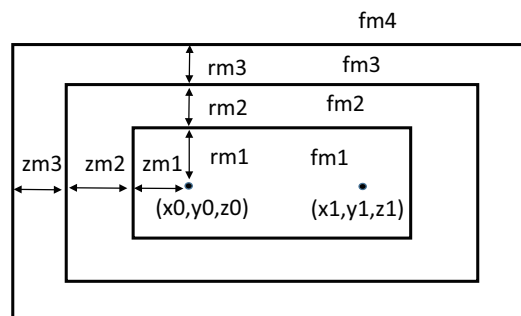 fm4
rm3
fm3
rm2
fm2
zm3
zm2
zm1
rm1
fm1
(x0,y0,z0)
(x1,y1,z1)